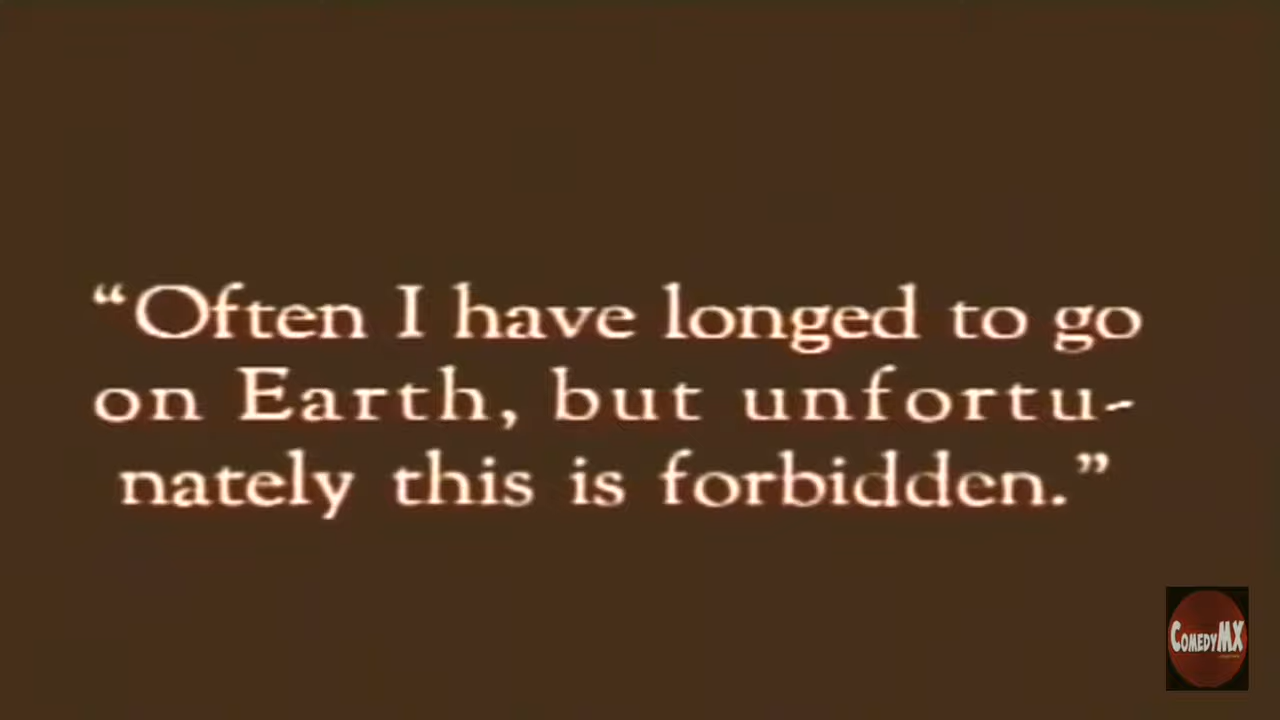 “Often I have longed to go
on Earth, but unfortu-
nately this is forbidden.”
COMEDYMX